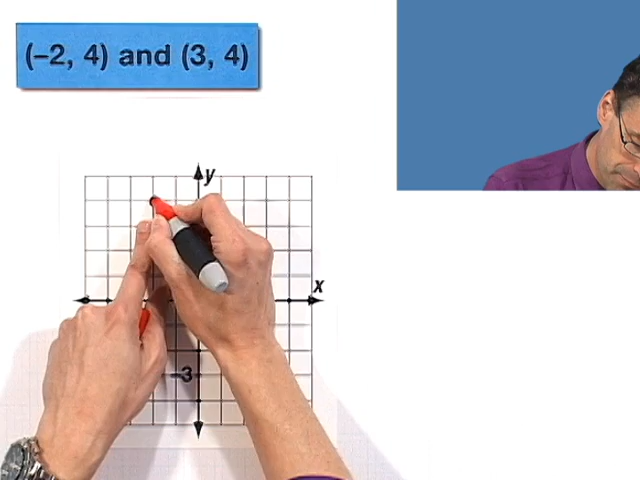 (–2, 4) and (3, 4)
y
x
–3